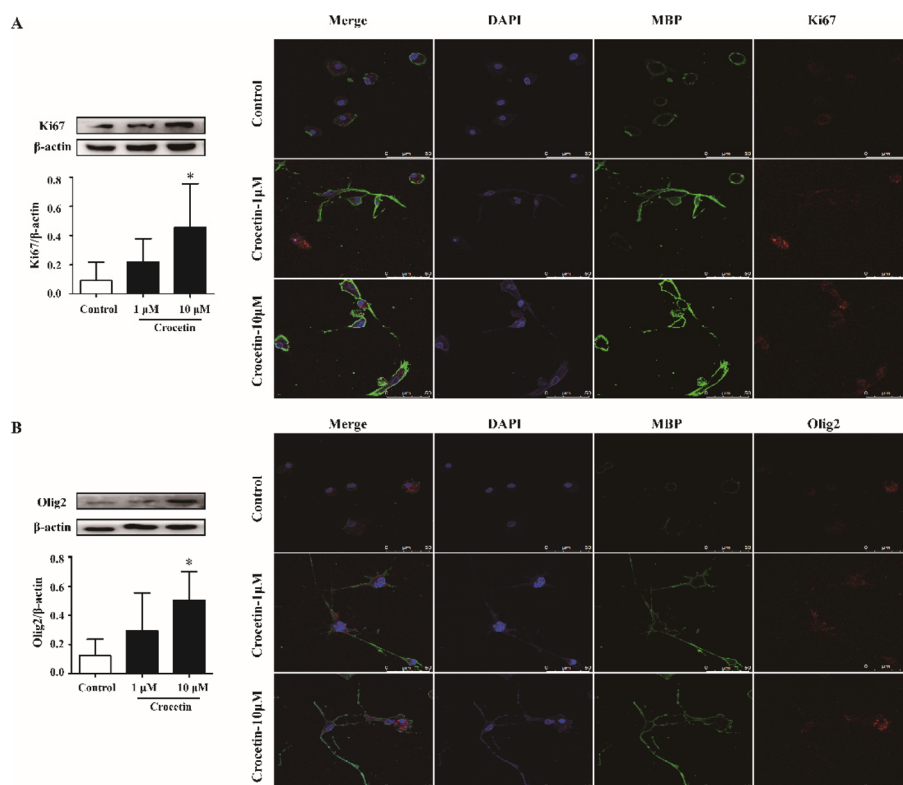 A
Merge DAPI MBP Ki67
Control
Crocetin-1μM
Crocetin-10μM
Ki67
β-actin
Ki67/β-actin
0.8
0.6
0.4
0.2
0.0
*
Control 1 μM 10 μM
Crocetin
B
Merge DAPI MBP Olig2
Control
Crocetin-1μM
Crocetin-10μM
Olig2
β-actin
Olig2/β-actin
0.8
0.6
0.4
0.2
0.0
*
Control 1 μM 10 μM
Crocetin